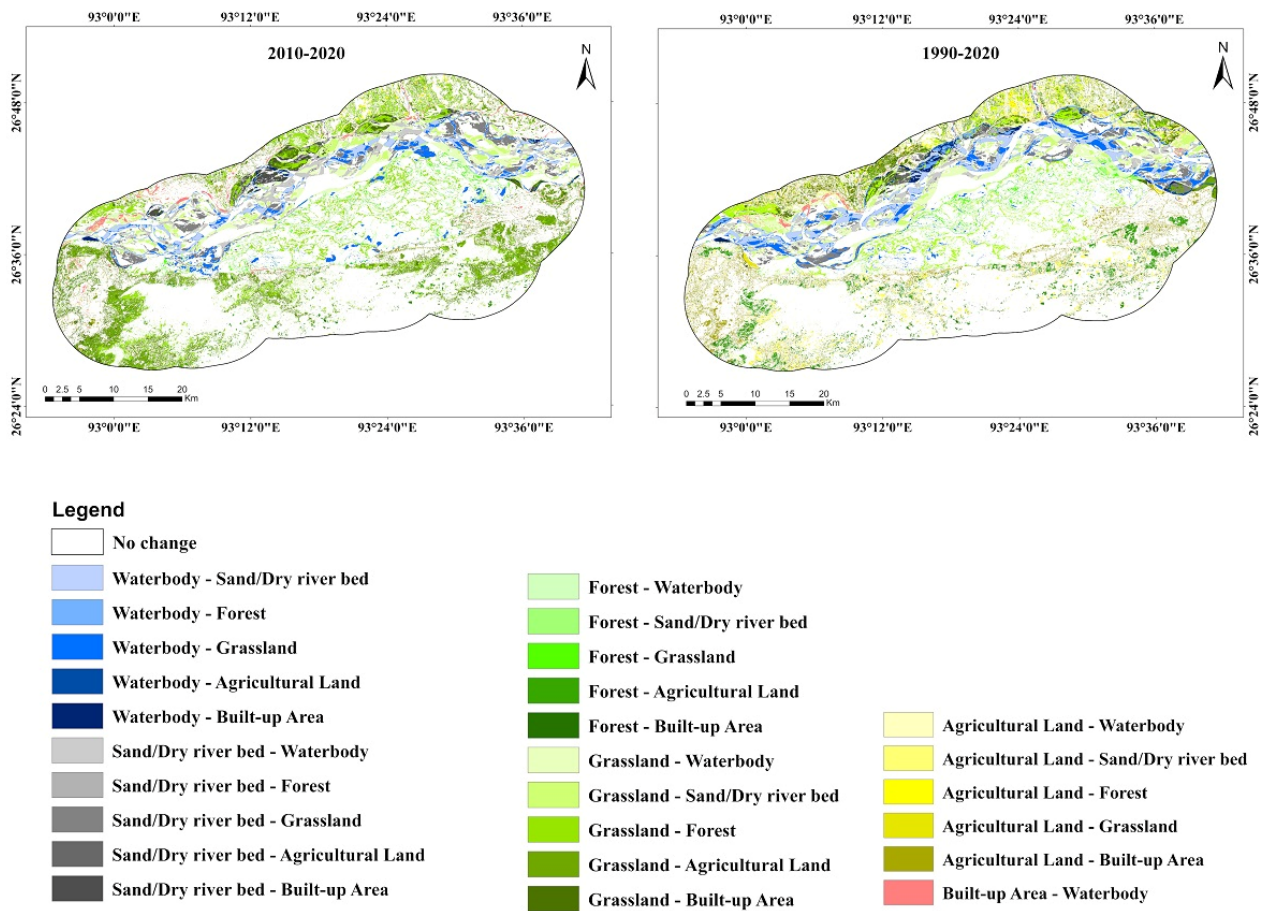 93°0'0"E 93°12'0"E 93°24'0"E 93°36'0"E
93°0'0"E 93°12'0"E 93°24'0"E 93°36'0"E
2010-2020
N
1990-2020
N
26°48'0"N
26°36'0"N
26°24'0"N
26°48'0"N
26°36'0"N
26°24'0"N
0 2.5 5 10 15 20
Km
0 2.5 5 10 15 20
Km
93°0'0"E 93°12'0"E 93°24'0"E 93°36'0"E
93°0'0"E 93°12'0"E 93°24'0"E 93°36'0"E
Legend
No change
Waterbody - Sand/Dry river bed
Waterbody - Forest
Waterbody - Grassland
Waterbody - Agricultural Land
Waterbody - Built-up Area
Sand/Dry river bed - Waterbody
Sand/Dry river bed - Forest
Sand/Dry river bed - Grassland
Sand/Dry river bed - Agricultural Land
Sand/Dry river bed - Built-up Area
Forest - Waterbody
Forest - Sand/Dry river bed
Forest - Grassland
Forest - Agricultural Land
Forest - Built-up Area
Grassland - Waterbody
Grassland - Sand/Dry river bed
Grassland - Forest
Grassland - Agricultural Land
Grassland - Built-up Area
Agricultural Land - Waterbody
Agricultural Land - Sand/Dry river bed
Agricultural Land - Forest
Agricultural Land - Grassland
Agricultural Land - Built-up Area
Built-up Area - Waterbody